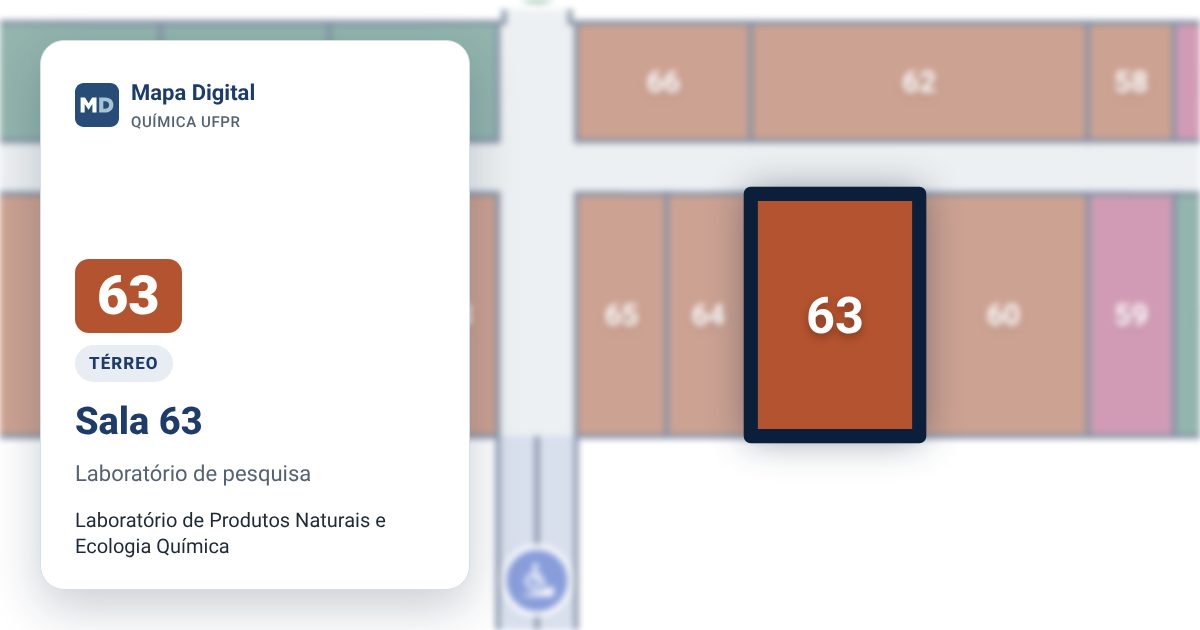 MD
Mapa Digital
QUÍMICA UFPR
63
TÉRREO
Sala 63
Laboratório de pesquisa
Laboratório de Produtos Naturais e
Ecologia Química
66
62
58
65
64
63
60
59